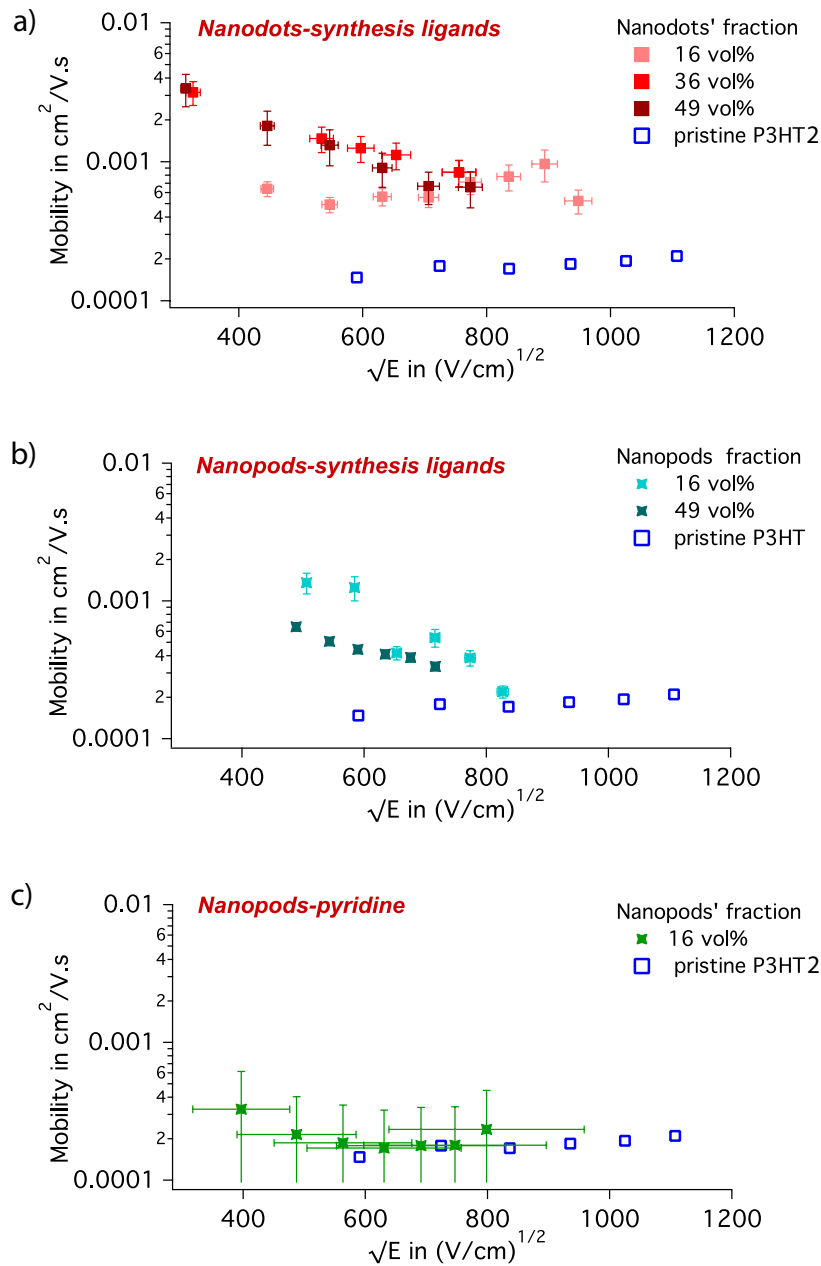 a)
Nanodots-synthesis ligands
Nanodots' fraction
16 vol%
36 vol%
49 vol%
pristine P3HT2
Mobility in cm²/V.s
0.01
4
2
0.001
6
4
2
0.0001
400 600 800 1000 1200
√E in (V/cm)^1/2
b)
Nanopods-synthesis ligands
Nanopods fraction
16 vol%
49 vol%
pristine P3HT
Mobility in cm²/V.s
0.01
6
4
2
0.001
6
4
2
0.0001
400 600 800 1000 1200
√E in (V/cm)^1/2
c)
Nanopods-pyridine
Nanopods' fraction
16 vol%
pristine P3HT2
Mobility in cm²/V.s
0.01
6
4
2
0.001
6
4
2
0.0001
400 600 800 1000 1200
√E in (V/cm)^1/2